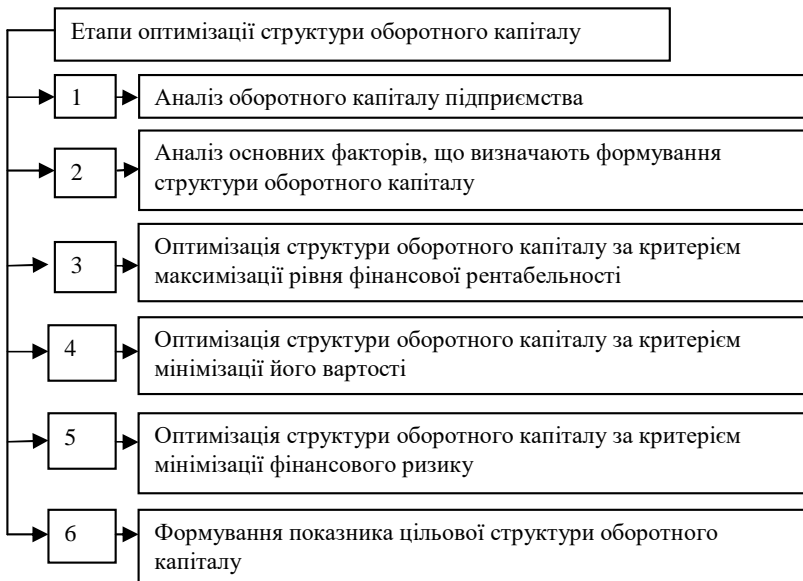 Етапи оптимізації структури оборотного капіталу
1
Аналіз оборотного капіталу підприємства
2
Аналіз основних факторів, що визначають формування
структури оборотного капіталу
3
Оптимізація структури оборотного капіталу за критерієм
максимізації рівня фінансової рентабельності
4
Оптимізація структури оборотного капіталу за критерієм
мінімізації його вартості
5
Оптимізація структури оборотного капіталу за критерієм
мінімізації фінансового ризику
6
Формування показника цільової структури оборотного
капіталу